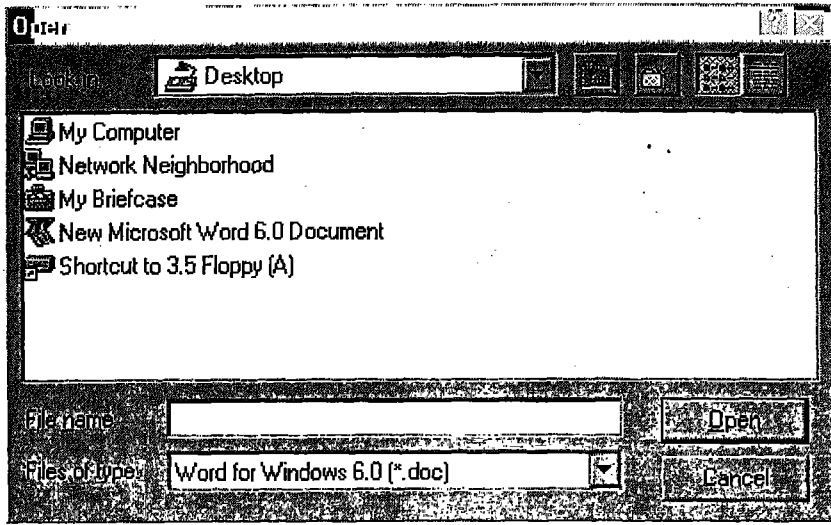 Open
Look in:
Desktop
My Computer
Network Neighborhood
My Briefcase
New Microsoft Word 6.0 Document
Shortcut to 3.5 Floppy (A)
File name:
Open
Files of type:
Word for Windows 6.0 (*.doc)
Cancel